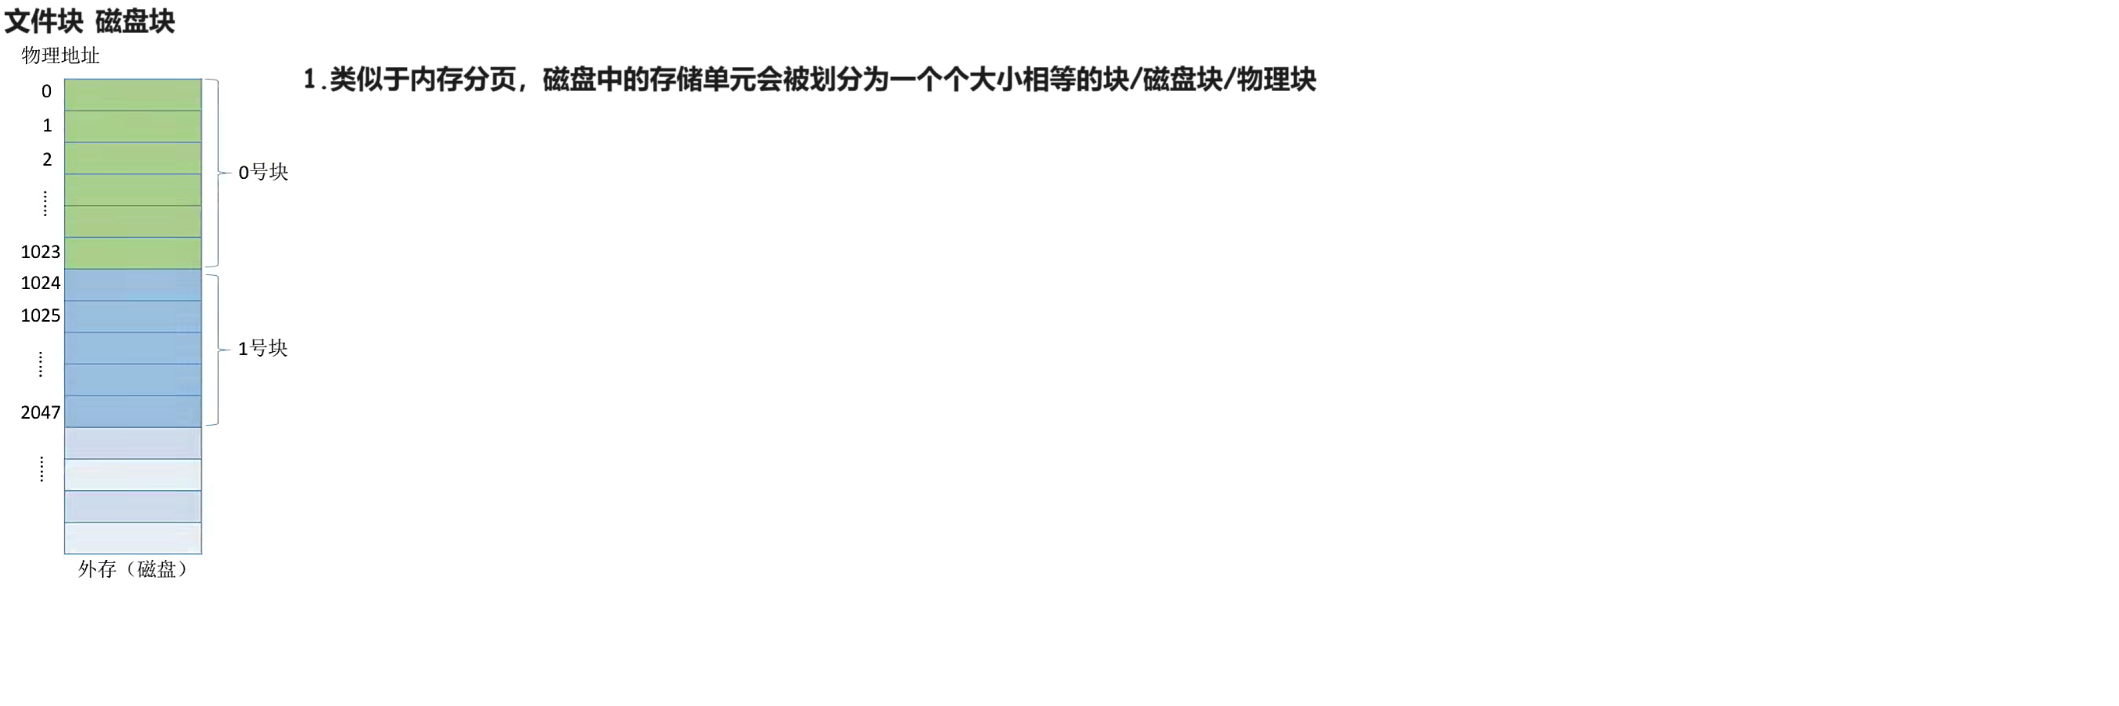 文件块 磁盘块
物理地址
1.类似于内存分页，磁盘中的存储单元会被划分为一个个大小相等的块/磁盘块/物理块
0
1
2
……
1023
0号块
1024
1025
……
2047
1号块
……
外存（磁盘）